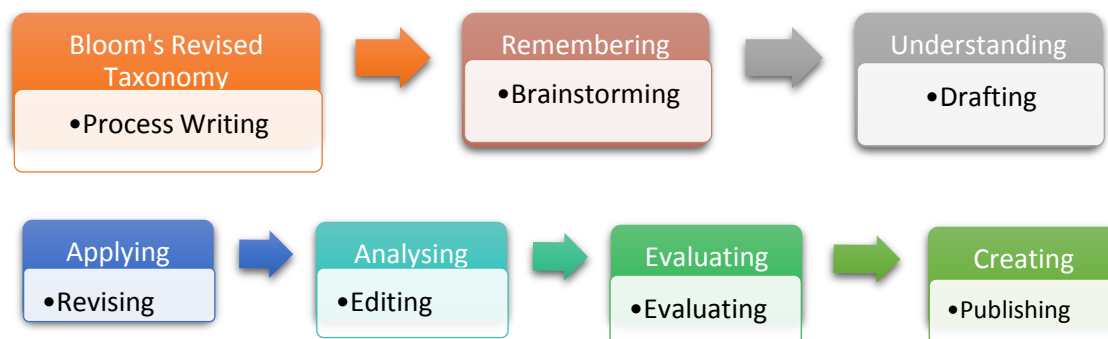 Bloom's Revised
Taxonomy
•Process Writing
Remembering
•Brainstorming
Understanding
•Drafting
Applying
•Revising
Analysing
•Editing
Evaluating
•Evaluating
Creating
•Publishing